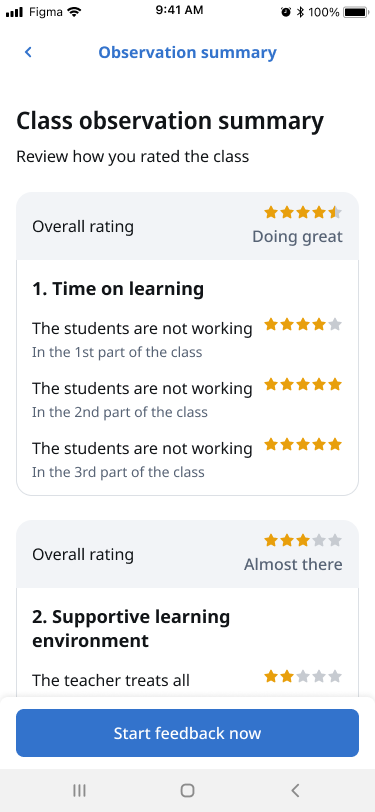 Figma 9:41 AM 100%
Observation summary
Class observation summary
Review how you rated the class
Overall rating
Doing great
1. Time on learning
The students are not working
In the 1st part of the class
The students are not working
In the 2nd part of the class
The students are not working
In the 3rd part of the class
Overall rating
Almost there
2. Supportive learning
environment
The teacher treats all
Start feedback now